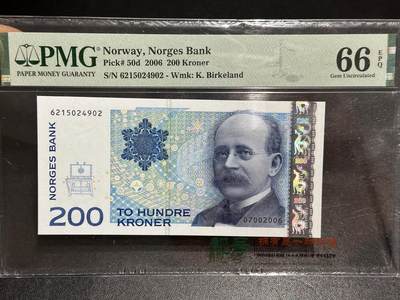 PMG
PAPER MONEY GUARANTY
Norway, Norges Bank
Pick# 50d 2006 200 Kroner
S/N 6215024902 - Wmk: K. Birkeland
66 EPQ
Gem Uncirculated
6215024902
NORGES BANK
200 TO HUNDRE
KRONER
07002006